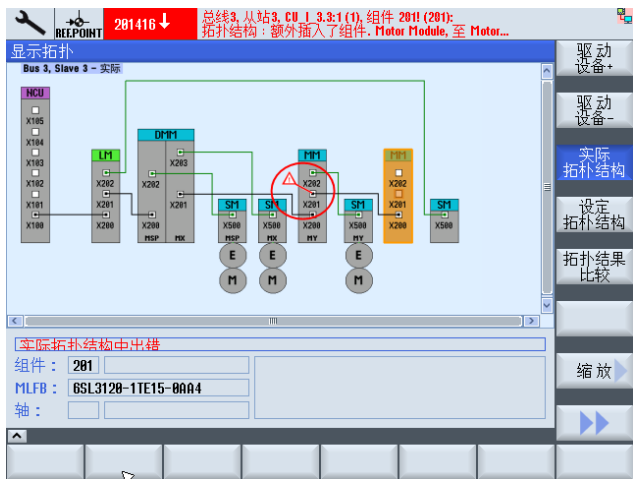 REF.POINT
201416
总线3, 从站3, CU_I_3.3:1 (1), 组件 201! (201):
拓扑结构：额外插入了组件. Motor Module, 至 Motor...
显示拓扑
Bus 3, Slave 3 - 实际
NCU
X105
X104
X103
X102
X101
X100
LM
X202
X201
X200
DMM
X203
X202
X201
X200
MSP
MX
SM
X500
MSP
E
M
SM
X500
MX
E
M
MM
X202
X201
X200
MY
SM
X500
MY
E
M
MM
X202
X201
X200
SM
X500
实际拓扑结构中出错
组件：
201
MLFB：
6SL3120-1TE15-0AA4
轴：
驱动
设备+
驱动
设备-
实际
拓扑结构
设定
拓扑结构
拓扑结果
比较
缩放